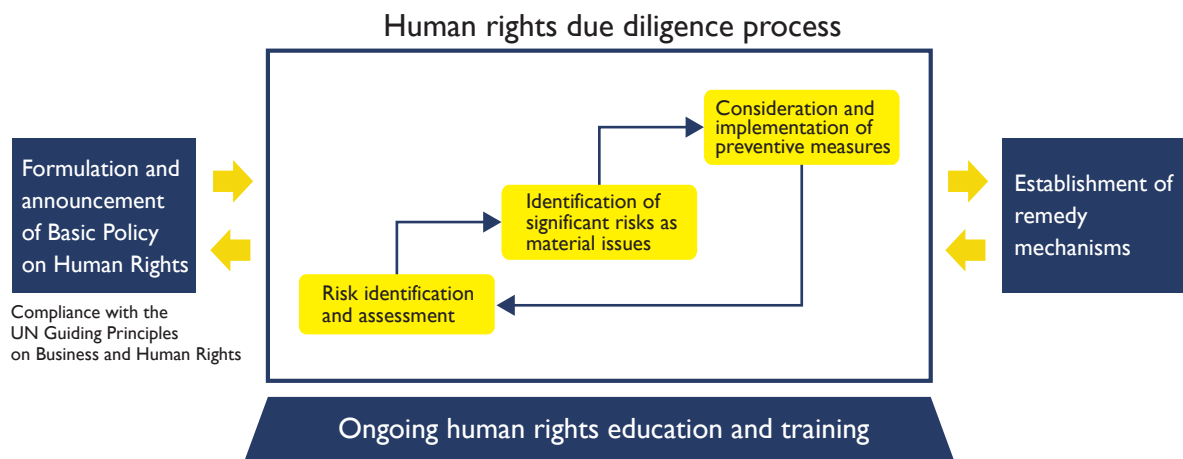 Human rights due diligence process
Formulation and
announcement
of Basic Policy
on Human Rights
Compliance with the
UN Guiding Principles
on Business and Human Rights
Risk identification
and assessment
Identification of
significant risks as
material issues
Consideration and
implementation of
preventive measures
Establishment of
remedy
mechanisms
Ongoing human rights education and training